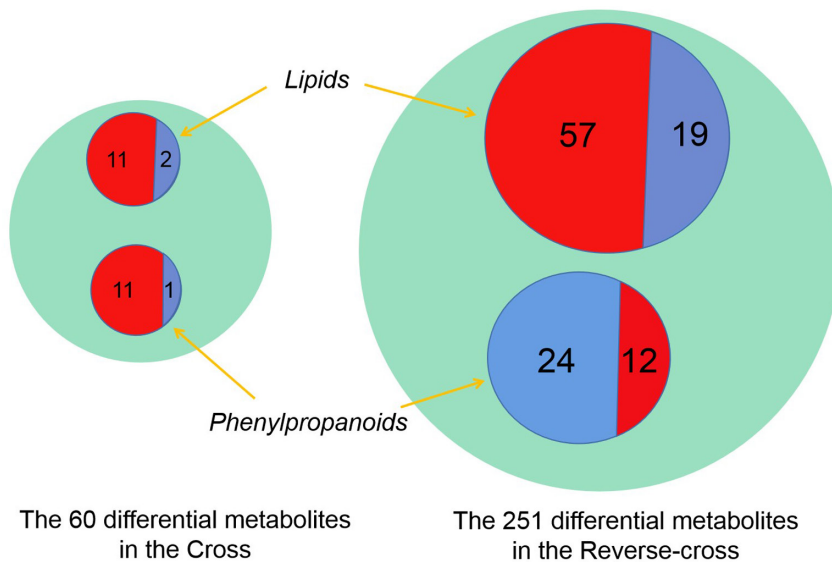 Lipids
11 2
57 19
11 1
24 12
Phenylpropanoids
The 60 differential metabolites
in the Cross
The 251 differential metabolites
in the Reverse-cross